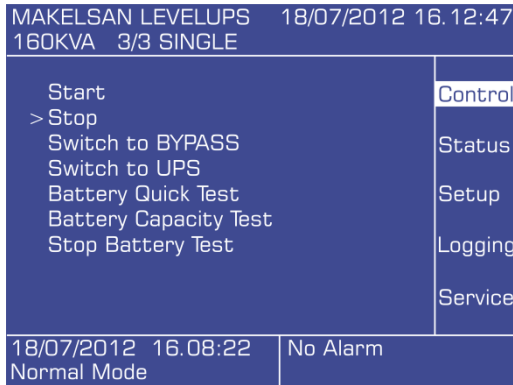 MAKELSAN LEVELUPS 18/07/2012 16.12:47
160KVA 3/3 SINGLE
Start
>Stop
Switch to BYPASS
Switch to UPS
Battery Quick Test
Battery Capacity Test
Stop Battery Test
Control
Status
Setup
Logging
Service
18/07/2012 16.08:22
Normal Mode
No Alarm